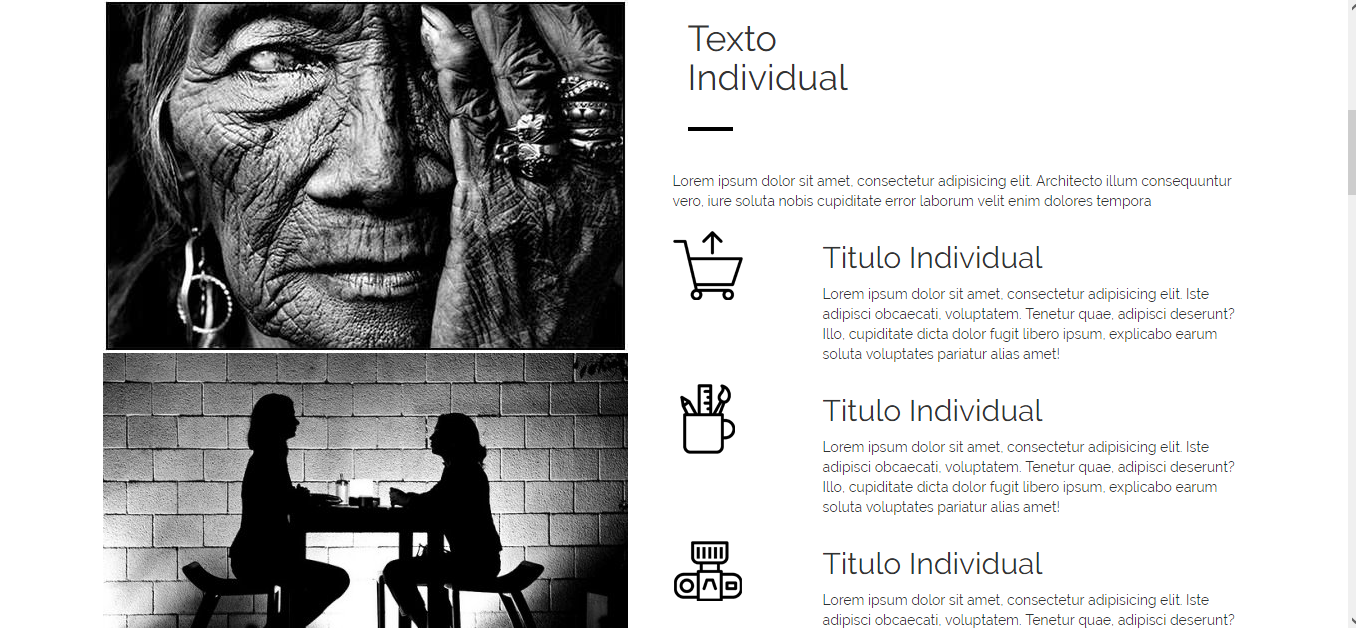 Texto
Individual
Lorem ipsum dolor sit amet, consectetur adipisicing elit. Architecto illum consequuntur
vero, iure soluta nobis cupiditate error laborum velit enim dolores tempora
Titulo Individual
Lorem ipsum dolor sit amet, consectetur adipisicing elit. Iste
adipisci obcaecati, voluptatem. Tenetur quae, adipisci deserunt?
Illo, cupiditate dicta dolor fugit libero ipsum, explicabo earum
soluta voluptates pariatur alias amet!
Titulo Individual
Lorem ipsum dolor sit amet, consectetur adipisicing elit. Iste
adipisci obcaecati, voluptatem. Tenetur quae, adipisci deserunt?
Illo, cupiditate dicta dolor fugit libero ipsum, explicabo earum
soluta voluptates pariatur alias amet!
Titulo Individual
Lorem ipsum dolor sit amet, consectetur adipisicing elit. Iste
adipisci obcaecati, voluptatem. Tenetur quae, adipisci deserunt?